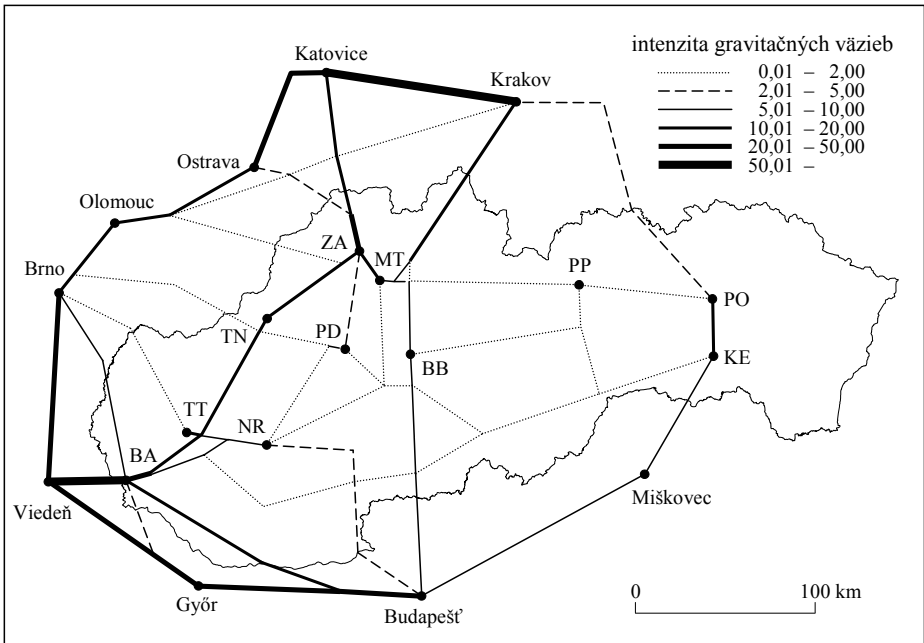 Katovice
intenzita gravitačných väzieb
0,01 – 2,00
2,01 – 5,00
5,01 – 10,00
10,01 – 20,00
20,01 – 50,00
50,01 –
Krakov
Ostrava
Olomouc
ZA
MT
PP
Brno
PO
TN
PD
BB
KE
TT
NR
BA
Viedeň
Miškovec
Győr
Budapešť
0 100 km